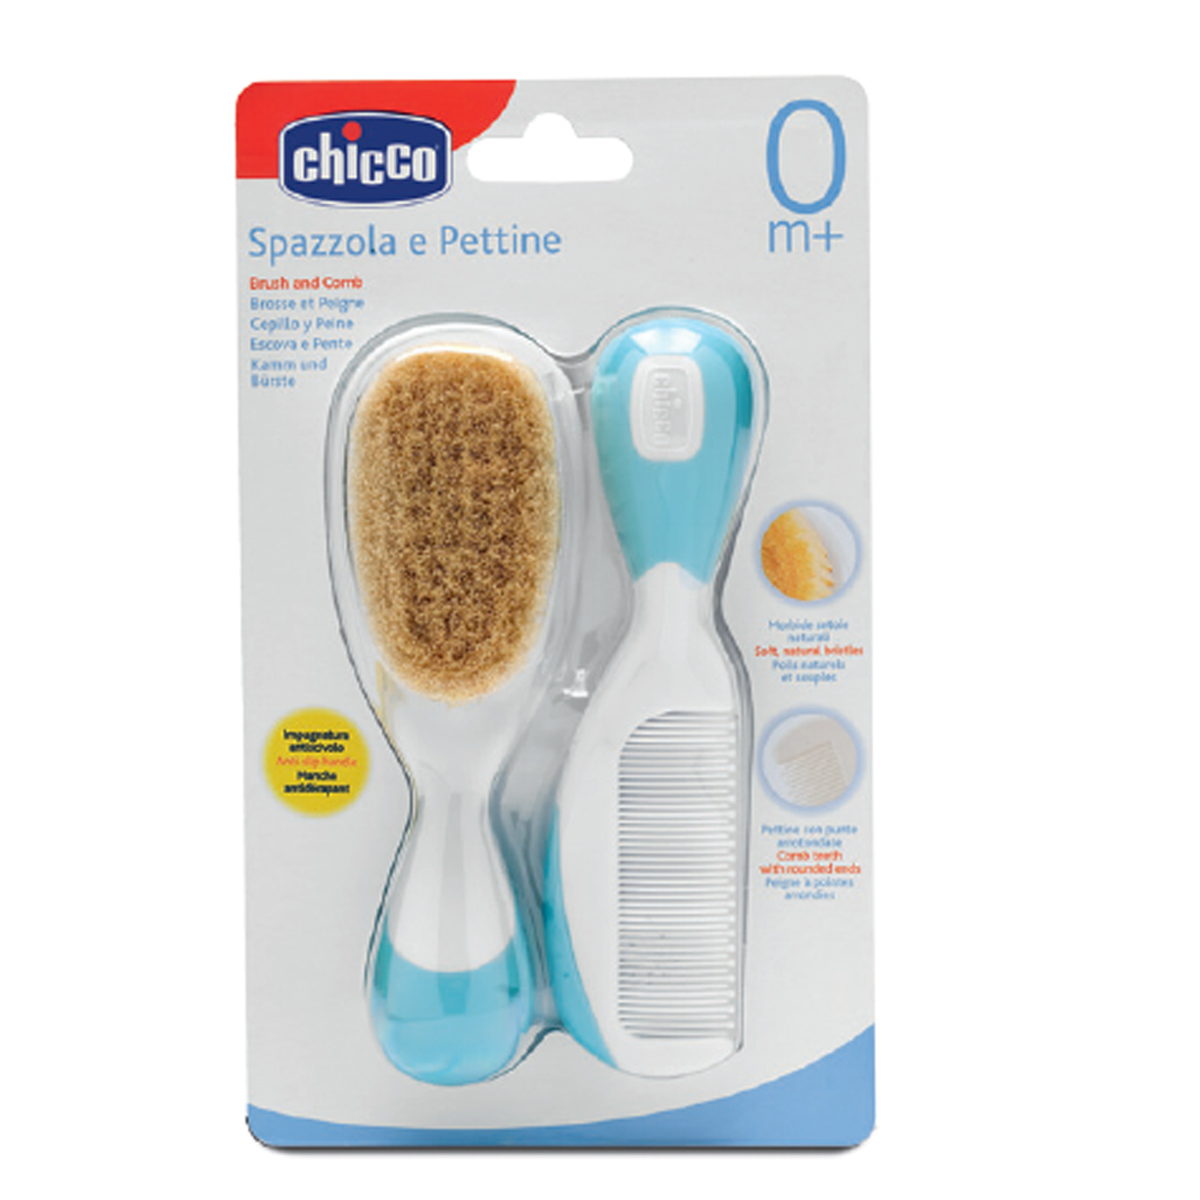 chicco
0
m+
Spazzola e Pettine
Brush and Comb
Brosse et Peigne
Cepillo y Peine
Escova e Pente
Kamm und
Bürste
chicco
Morbide setole
naturali
Soft, natural bristles
Poils naturels
et souples
Impugnatura
antiscivolo
Anti slip handle
Manche
antidérapant
Pettine con punte
arrotondate
Comb teeth
with rounded ends
Peigne à pointes
arrondies